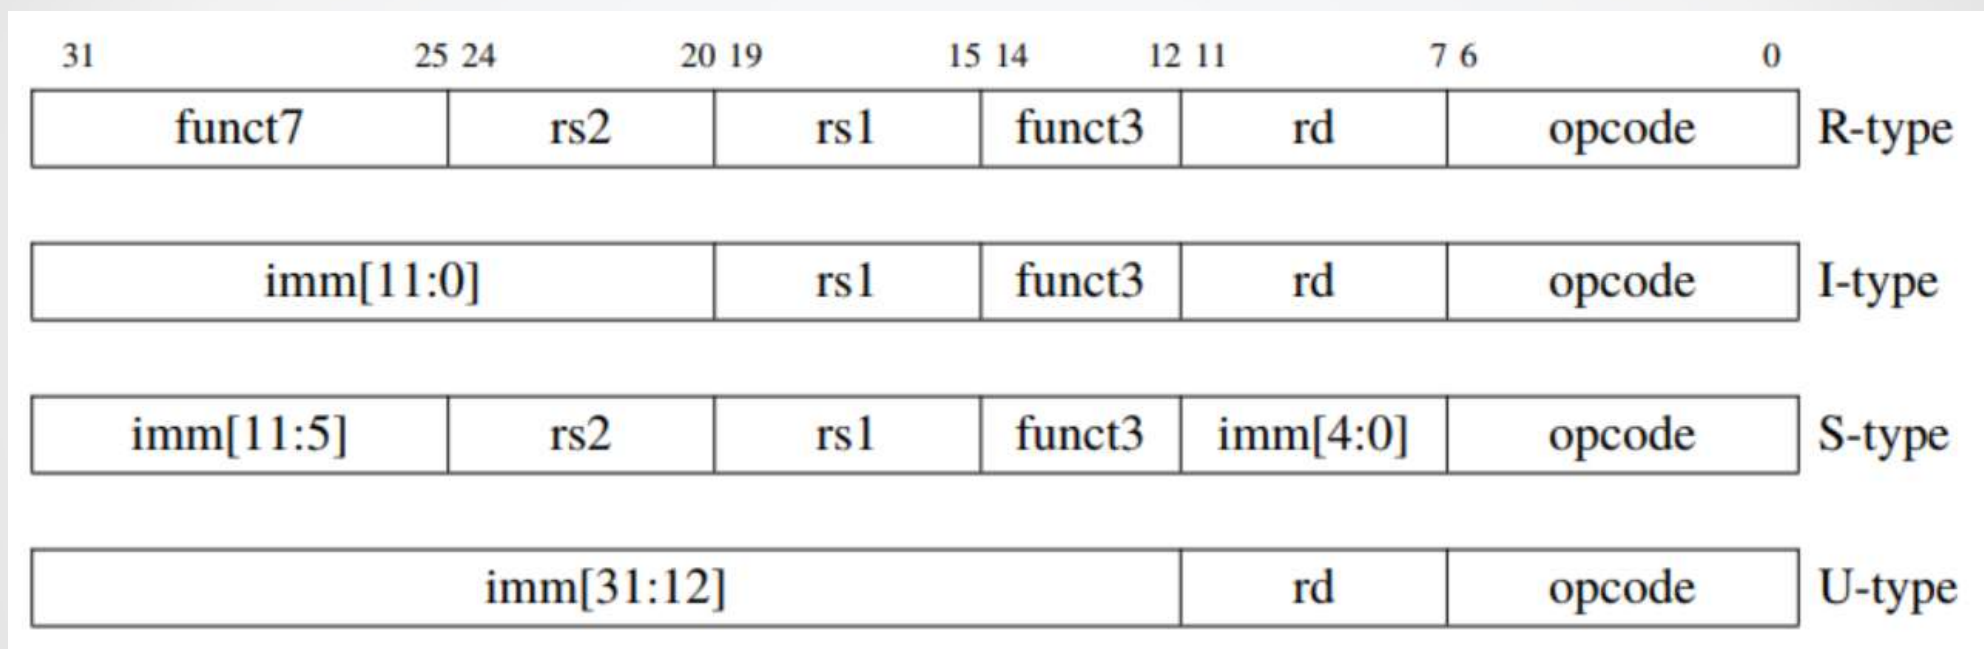 31 25 24 20 19 15 14 12 11 7 6 0
funct7 rs2 rs1 funct3 rd opcode R-type
imm[11:0] rs1 funct3 rd opcode I-type
imm[11:5] rs2 rs1 funct3 imm[4:0] opcode S-type
imm[31:12] rd opcode U-type